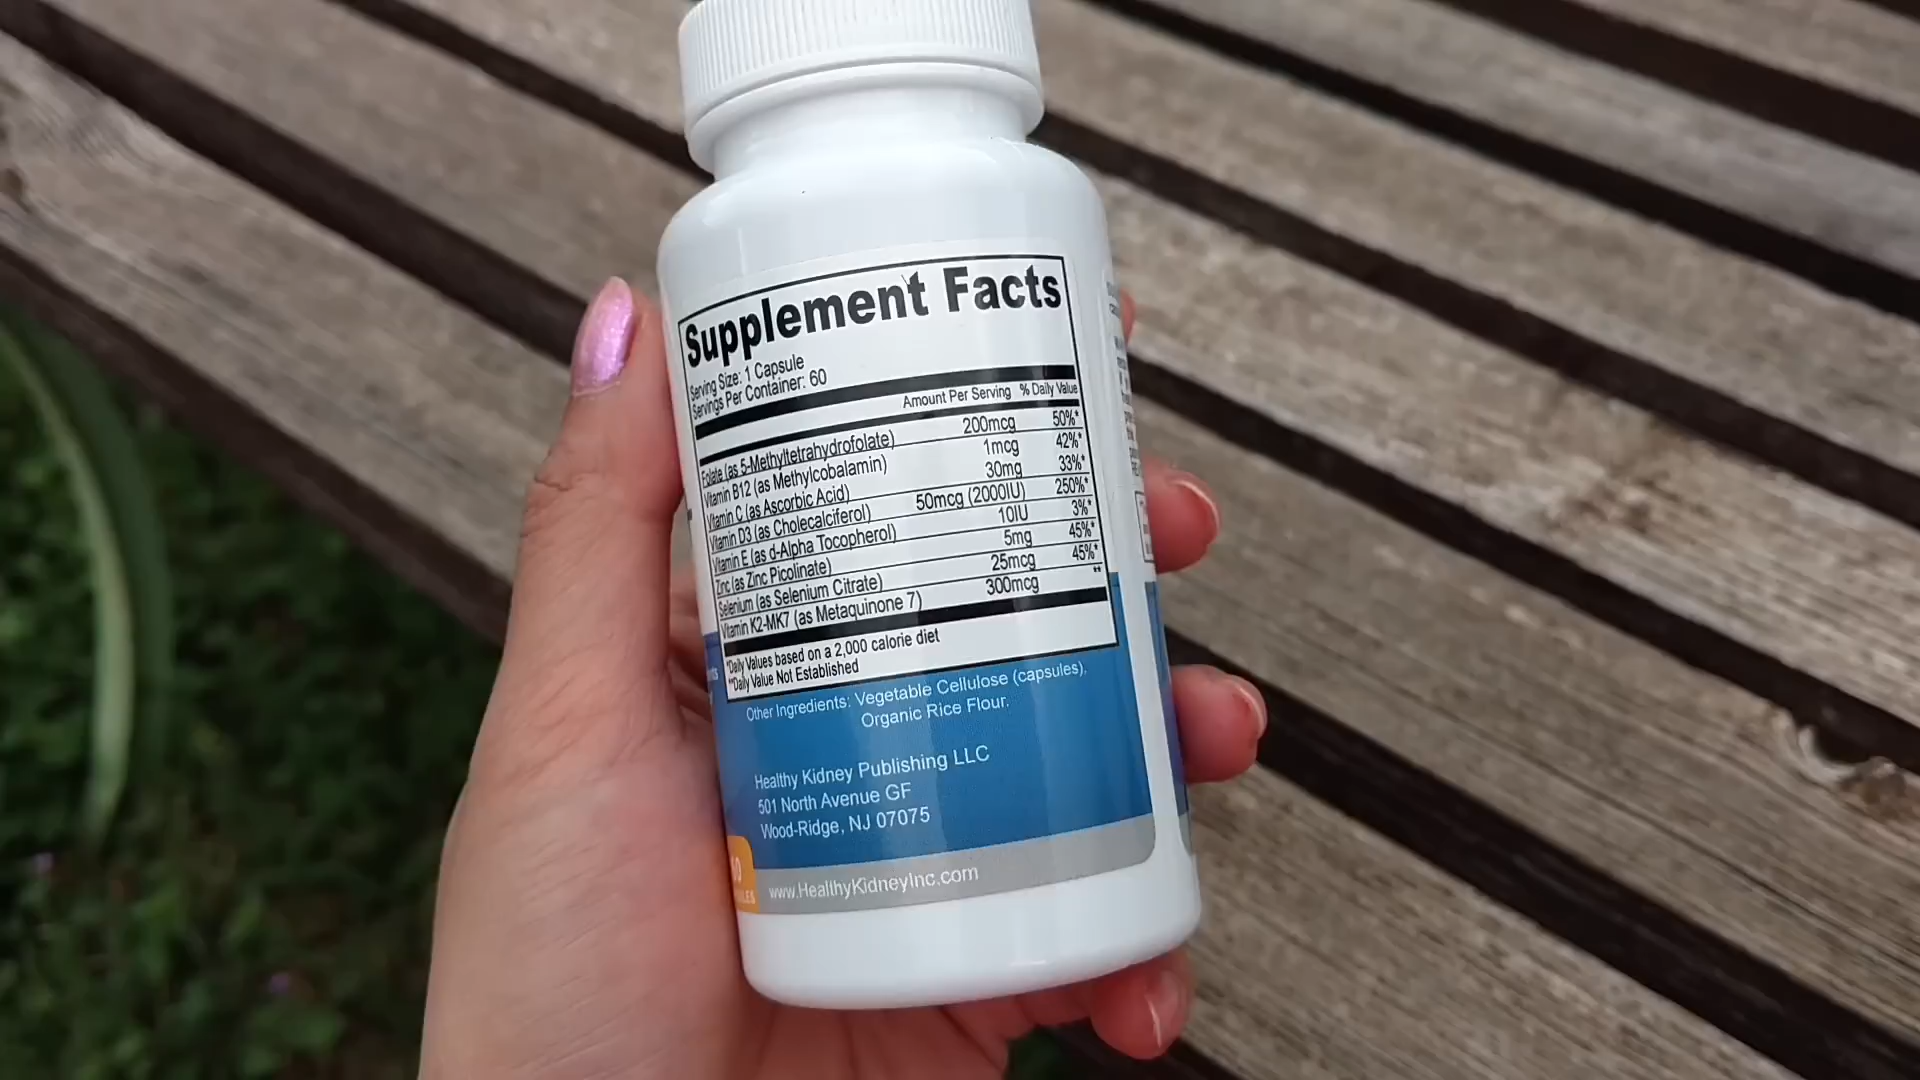 Supplement Facts
Serving Size: 1 Capsule
Servings Per Container: 60
Amount Per Serving % Daily Value
Folate (as 5-Methyltetrahydrofolate) 200mcg 50%*
Vitamin B12 (as Methylcobalamin) 1mcg 42%*
Vitamin C (as Ascorbic Acid) 30mg 33%*
Vitamin D3 (as Cholecalciferol) 50mcg (2000IU) 250%*
Vitamin E (as d-Alpha Tocopherol) 10IU 3%*
Zinc (as Zinc Picolinate) 5mg 45%*
Selenium (as Selenium Citrate) 25mcg 45%*
Vitamin K2-MK7 (as Metaquinone 7) 300mcg **
*Daily Values based on a 2,000 calorie diet
**Daily Value Not Established
Other Ingredients: Vegetable Cellulose (capsules),
Organic Rice Flour.
Healthy Kidney Publishing LLC
501 North Avenue GF
Wood-Ridge, NJ 07075
www.HealthyKidneyInc.com